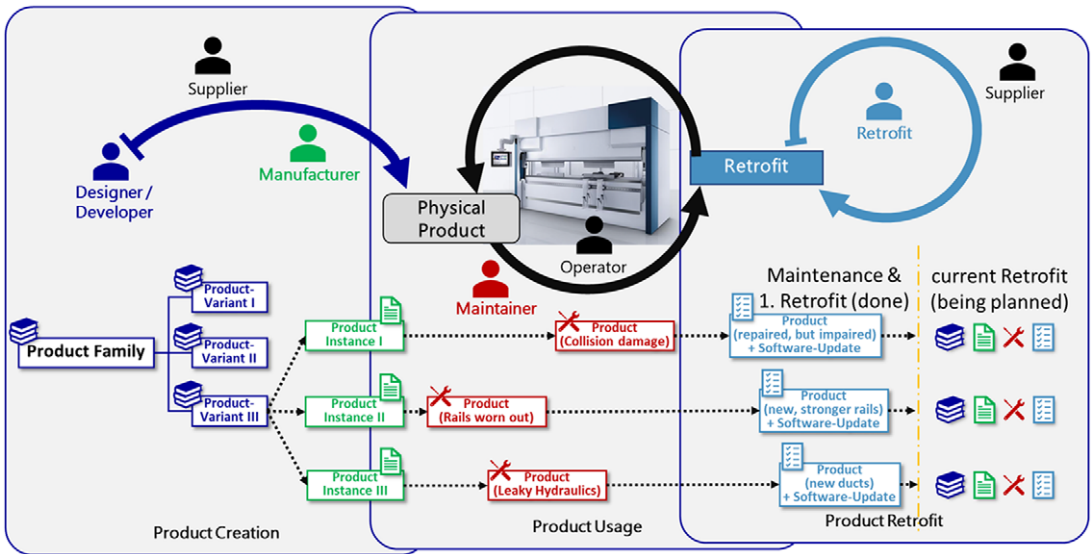 Supplier
Designer /
Developer
Manufacturer
Physical
Product
Operator
Maintainer
Retrofit
Retrofit
Supplier
Product Family
Product-
Variant I
Product-
Variant II
Product-
Variant III
Product
Instance I
Product
Instance II
Product
Instance III
Product
(Collision damage)
Product
(Rails worn out)
Product
(Leaky Hydraulics)
Maintenance &
1. Retrofit (done)
current Retrofit
(being planned)
Product
(repaired, but impaired)
+ Software-Update
Product
(new, stronger rails)
+ Software-Update
Product
(new ducts)
+ Software-Update
Product Creation
Product Usage
Product Retrofit